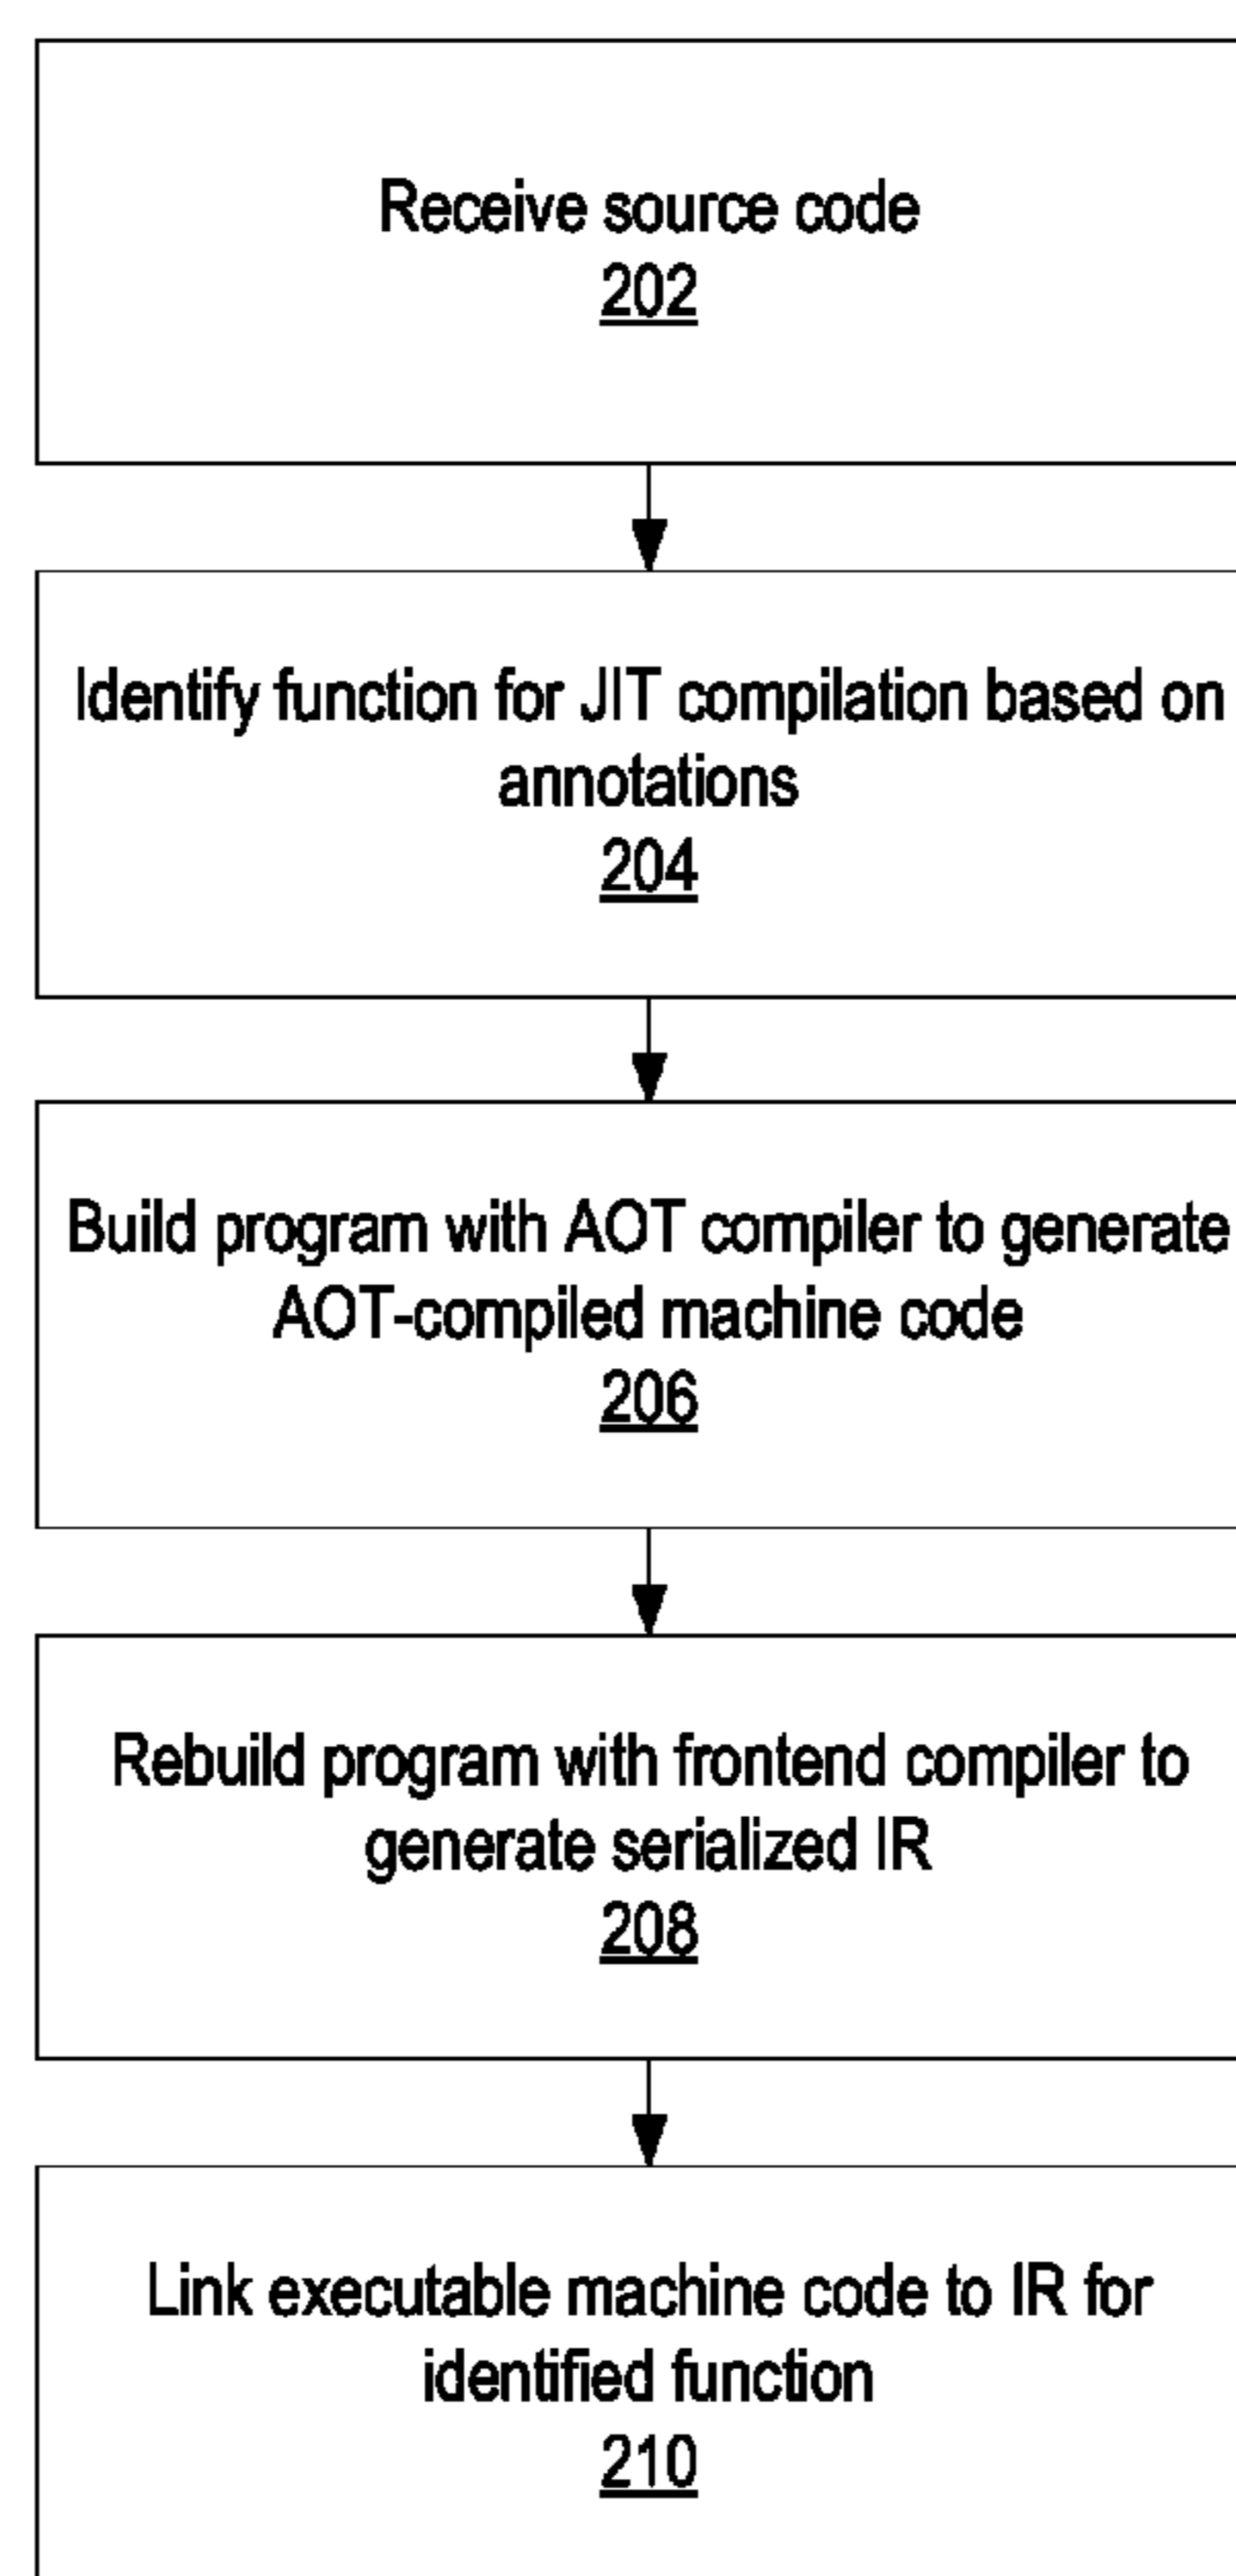 Receive source code
202
Identify function for JIT compilation based on
annotations
204
Build program with AOT compiler to generate
AOT-compiled machine code
206
Rebuild program with frontend compiler to
generate serialized IR
208
Link executable machine code to IR for
identified function
210